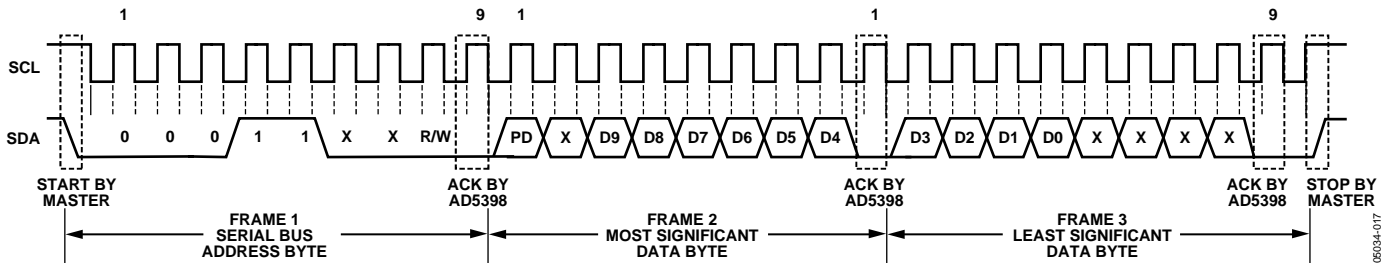 1 9 1 1 9
SCL
SDA 0 0 0 1 1 X X R/W PD X D9 D8 D7 D6 D5 D4 D3 D2 D1 D0 X X X X
START BY
MASTER
ACK BY
AD5398
ACK BY
AD5398
ACK BY
AD5398
STOP BY
MASTER
FRAME 1
SERIAL BUS
ADDRESS BYTE
FRAME 2
MOST SIGNIFICANT
DATA BYTE
FRAME 3
LEAST SIGNIFICANT
DATA BYTE
05034-017